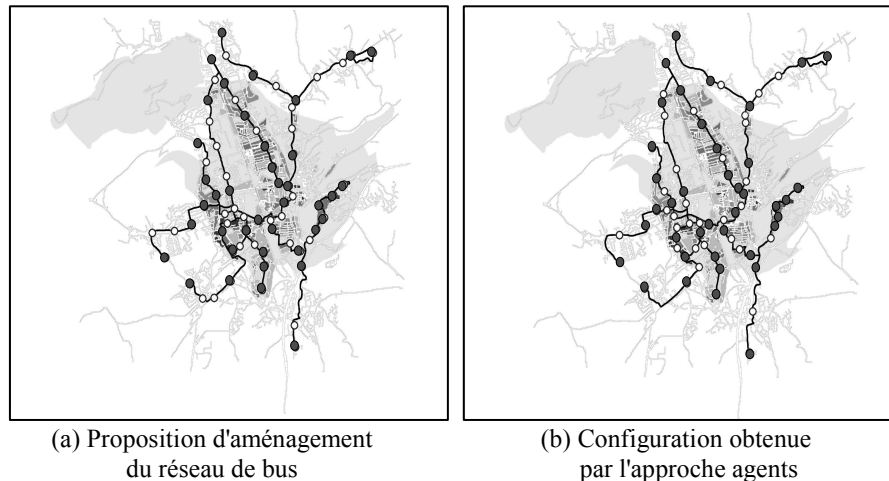 (a) Proposition d'aménagement
du réseau de bus
(b) Configuration obtenue
par l'approche agents